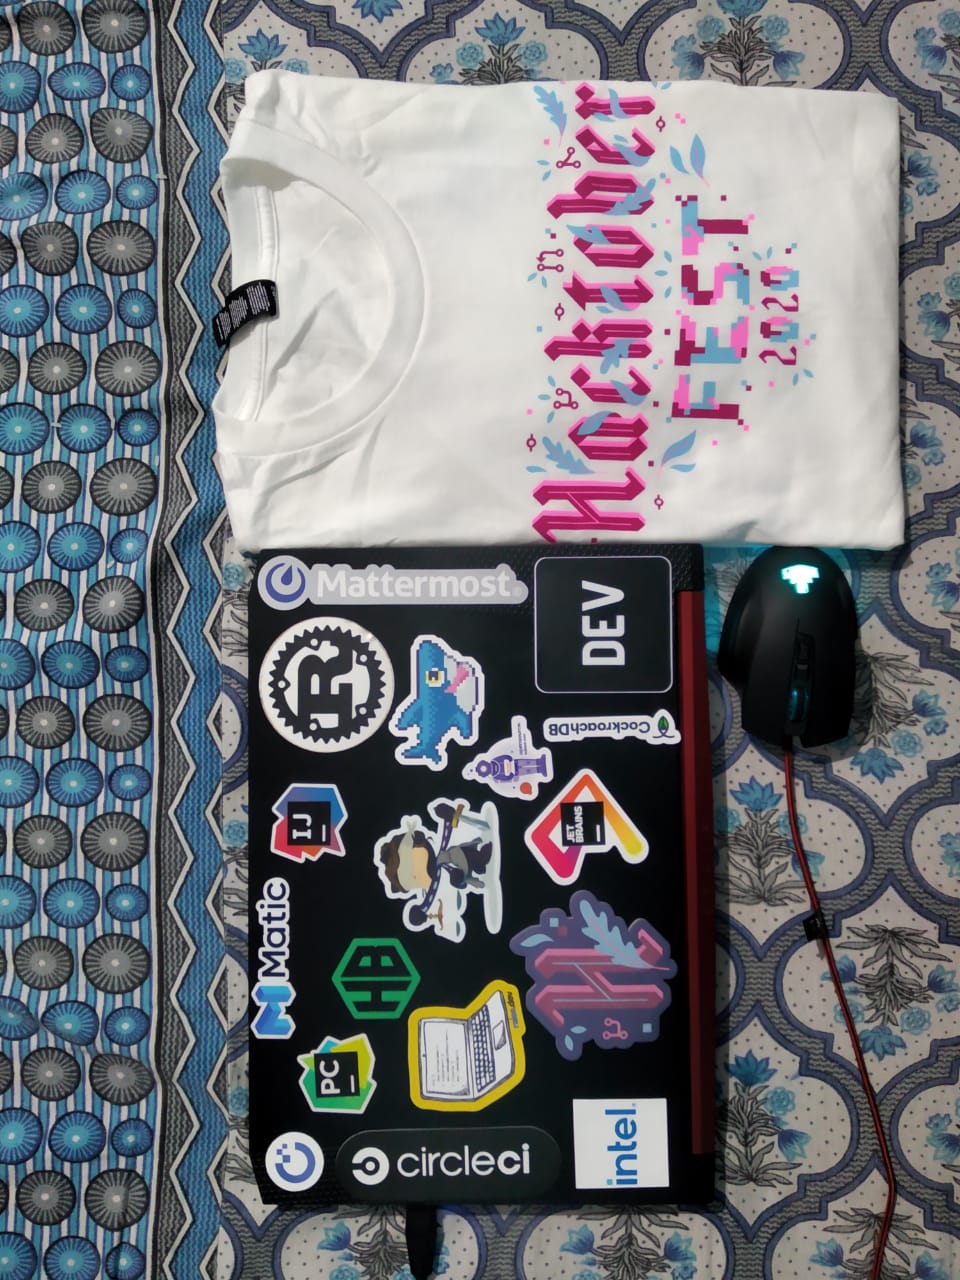 Matic
PC
IJ
HB
R
Mattermost
circleci
intel
JET
BRAINS
CockroachDB
DEV
Hacktober
FEST
2020